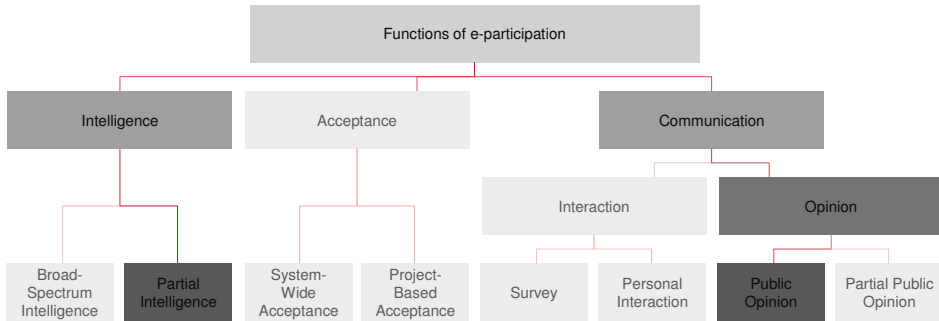 Functions of e-participation
Intelligence
Acceptance
Communication
Interaction
Opinion
Broad-
Spectrum
Intelligence
Partial
Intelligence
System-
Wide
Acceptance
Project-
Based
Acceptance
Survey
Personal
Interaction
Public
Opinion
Partial Public
Opinion